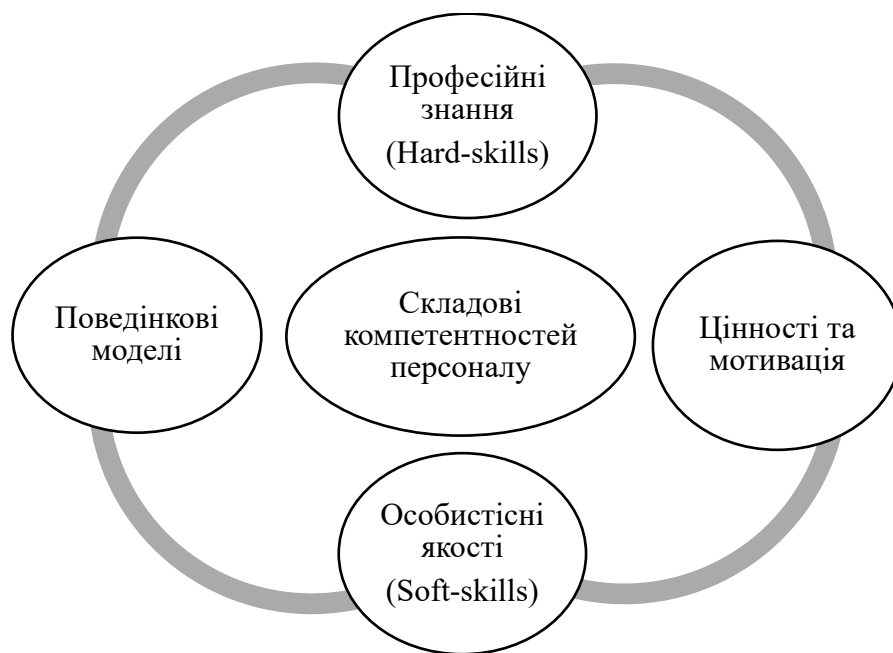 Професійні
знання
(Hard-skills)
Поведінкові
моделі
Складові
компетентностей
персоналу
Цінності та
мотивація
Особистісні
якості
(Soft-skills)